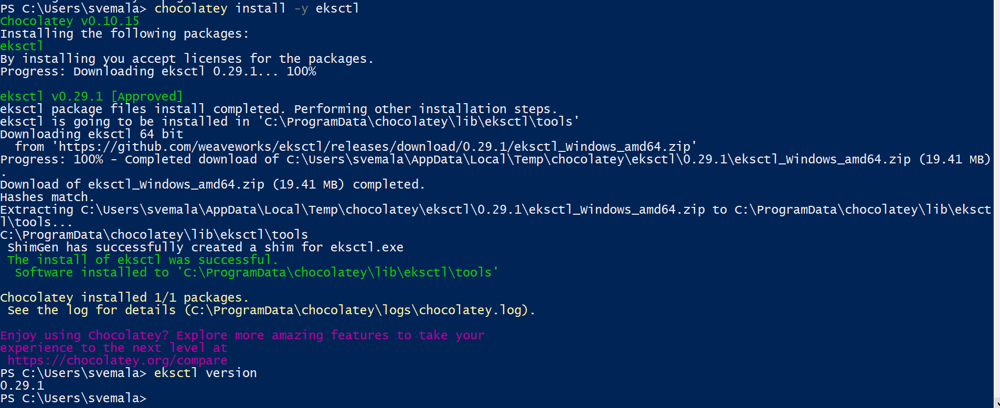 PS C:\Users\svemala> chocolatey install -y eksctl
Chocolatey v0.10.15
Installing the following packages:
eksctl
By installing you accept licenses for the packages.
Progress: Downloading eksctl 0.29.1... 100%
eksctl v0.29.1 [Approved]
eksctl package files install completed. Performing other installation steps.
eksctl is going to be installed in 'C:\ProgramData\chocolatey\lib\eksctl\tools'
Downloading eksctl 64 bit
  from 'https://github.com/weaveworks/eksctl/releases/download/0.29.1/eksctl_Windows_amd64.zip'
Progress: 100% - Completed download of C:\Users\svemala\AppData\Local\Temp\chocolatey\eksctl\0.29.1\eksctl_Windows_amd64.zip (19.41 MB)
.
Download of eksctl_Windows_amd64.zip (19.41 MB) completed.
Hashes match.
Extracting C:\Users\svemala\AppData\Local\Temp\chocolatey\eksctl\0.29.1\eksctl_Windows_amd64.zip to C:\ProgramData\chocolatey\lib\eksct
l\tools...
C:\ProgramData\chocolatey\lib\eksctl\tools
 ShimGen has successfully created a shim for eksctl.exe
 The install of eksctl was successful.
  Software installed to 'C:\ProgramData\chocolatey\lib\eksctl\tools'
Chocolatey installed 1/1 packages.
 See the log for details (C:\ProgramData\chocolatey\logs\chocolatey.log).
Enjoy using Chocolatey? Explore more amazing features to take your
experience to the next level at
 https://chocolatey.org/compare
PS C:\Users\svemala> eksctl version
0.29.1
PS C:\Users\svemala>